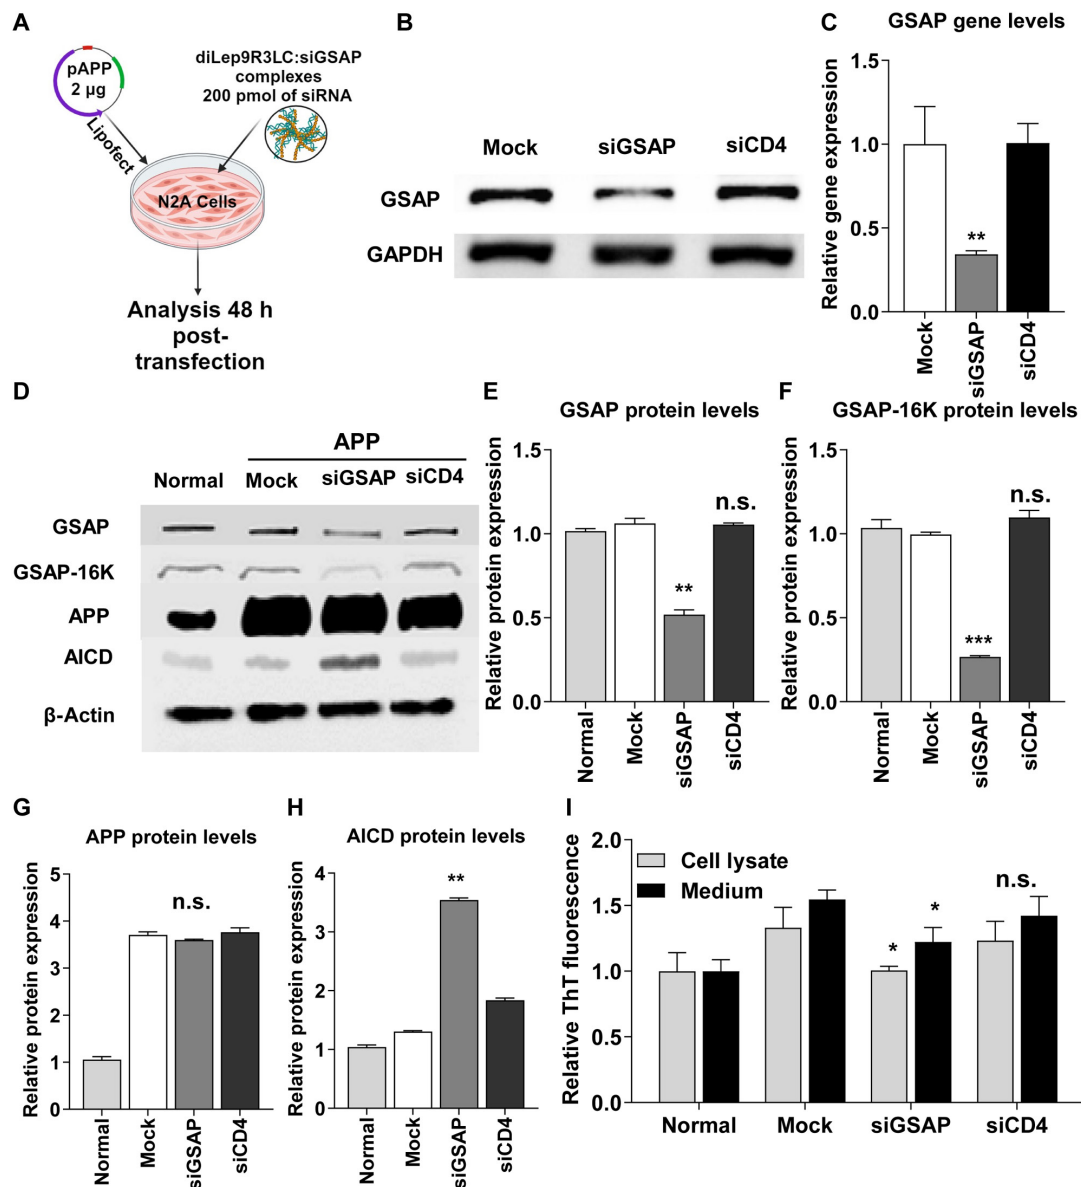 A
pAPP
2 μg
Lipofect
diLep9R3LC:siGSAP
complexes
200 pmol of siRNA
N2A Cells
Analysis 48 h
post-
transfection
B
Mock siGSAP siCD4
GSAP
GAPDH
C
GSAP gene levels
Relative gene expression
1.5
1.0
0.5
0.0
**
Mock
siGSAP
siCD4
D
APP
Normal Mock siGSAP siCD4
GSAP
GSAP-16K
APP
AICD
β-Actin
E
GSAP protein levels
Relative protein expression
1.5
1.0
0.5
0.0
**
n.s.
Normal
Mock
siGSAP
siCD4
F
GSAP-16K protein levels
Relative protein expression
1.5
1.0
0.5
0.0
***
n.s.
Normal
Mock
siGSAP
siCD4
G
APP protein levels
Relative protein expression
5
4
3
2
1
0
n.s.
Normal
Mock
siGSAP
siCD4
H
AICD protein levels
Relative protein expression
4
3
2
1
0
**
Normal
Mock
siGSAP
siCD4
I
Relative ThT fluorescence
2.0
1.5
1.0
0.5
0.0
Cell lysate
Medium
*
*
n.s.
Normal Mock siGSAP siCD4